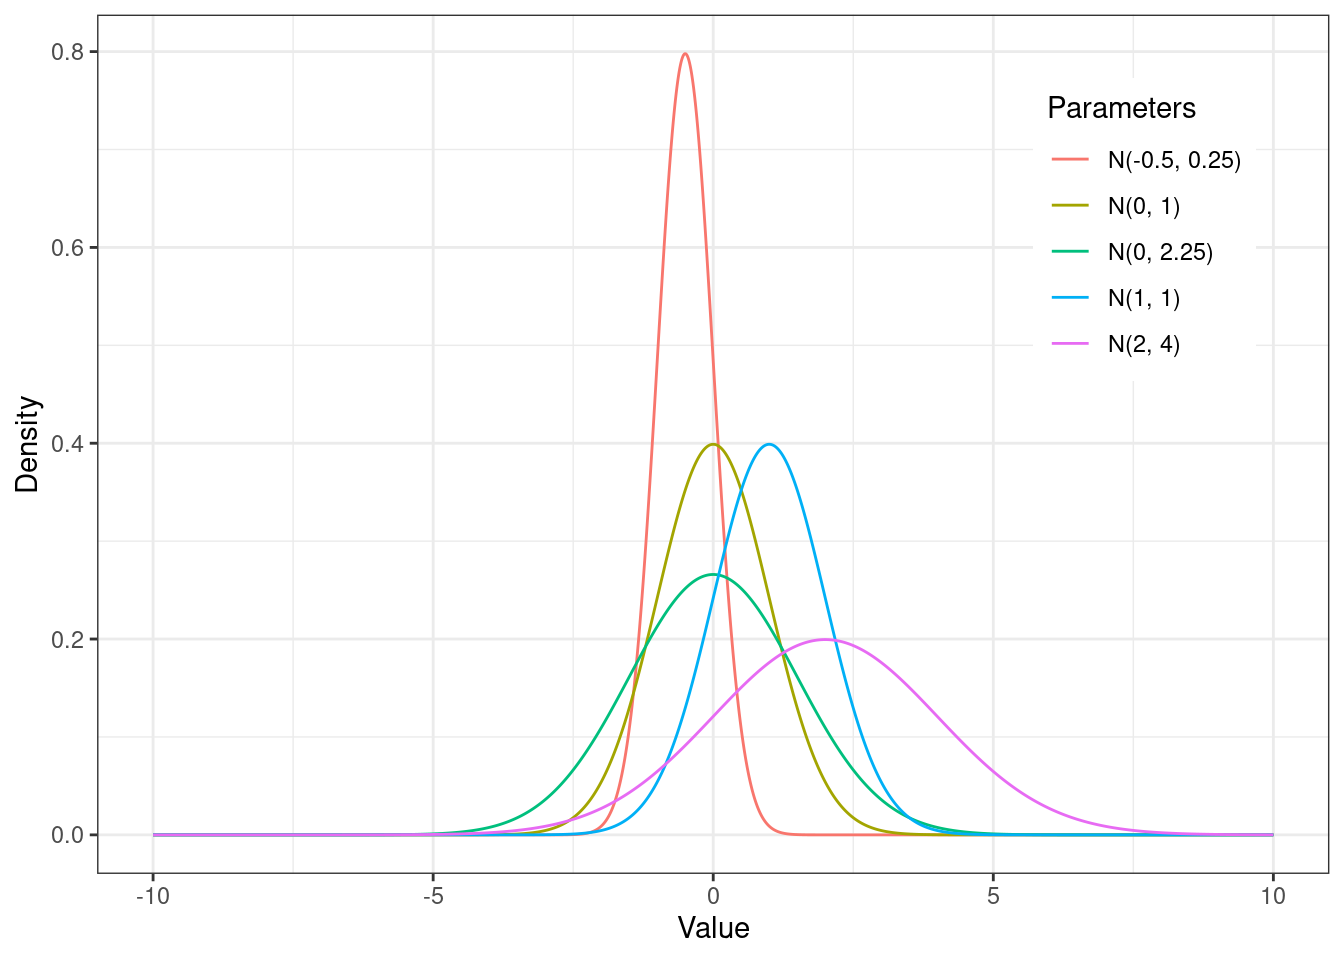 0.8
0.6
0.4
0.2
0.0
Density
Parameters
N(-0.5, 0.25)
N(0, 1)
N(0, 2.25)
N(1, 1)
N(2, 4)
-10 -5 0 5 10
Value